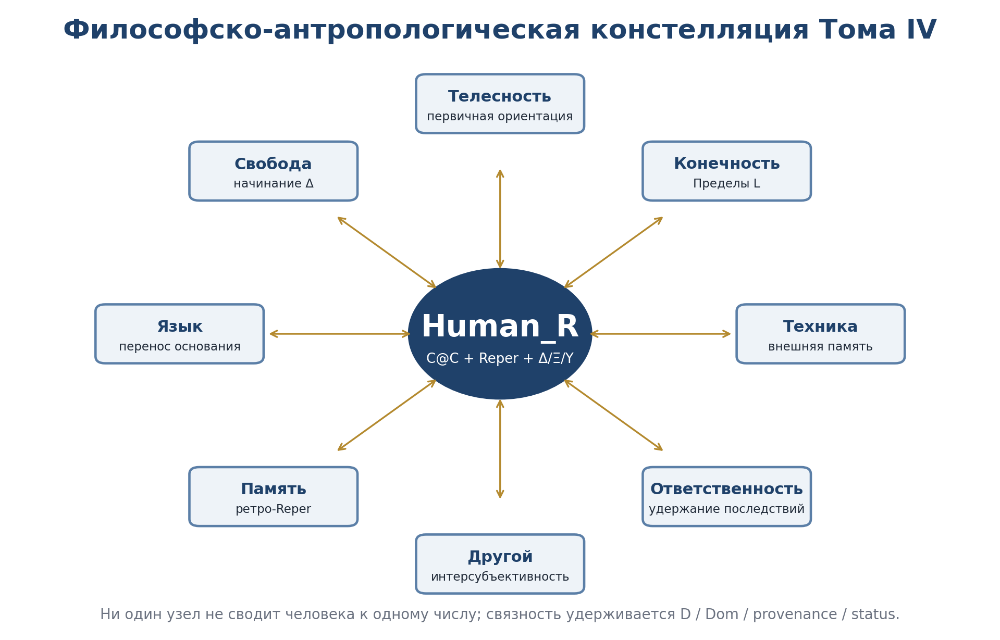 Философско-антропологическая констелляция Тома IV
Телесность
первичная ориентация
Свобода
начинание Δ
Конечность
Пределы L
Язык
перенос основания
Human_R
C@C + Reper + Δ/Ξ/Υ
Техника
внешняя память
Память
ретро-Reper
Ответственность
удержание последствий
Другой
интерсубъективность
Ни один узел не сводит человека к одному числу; связность удерживается D / Dom / provenance / status.